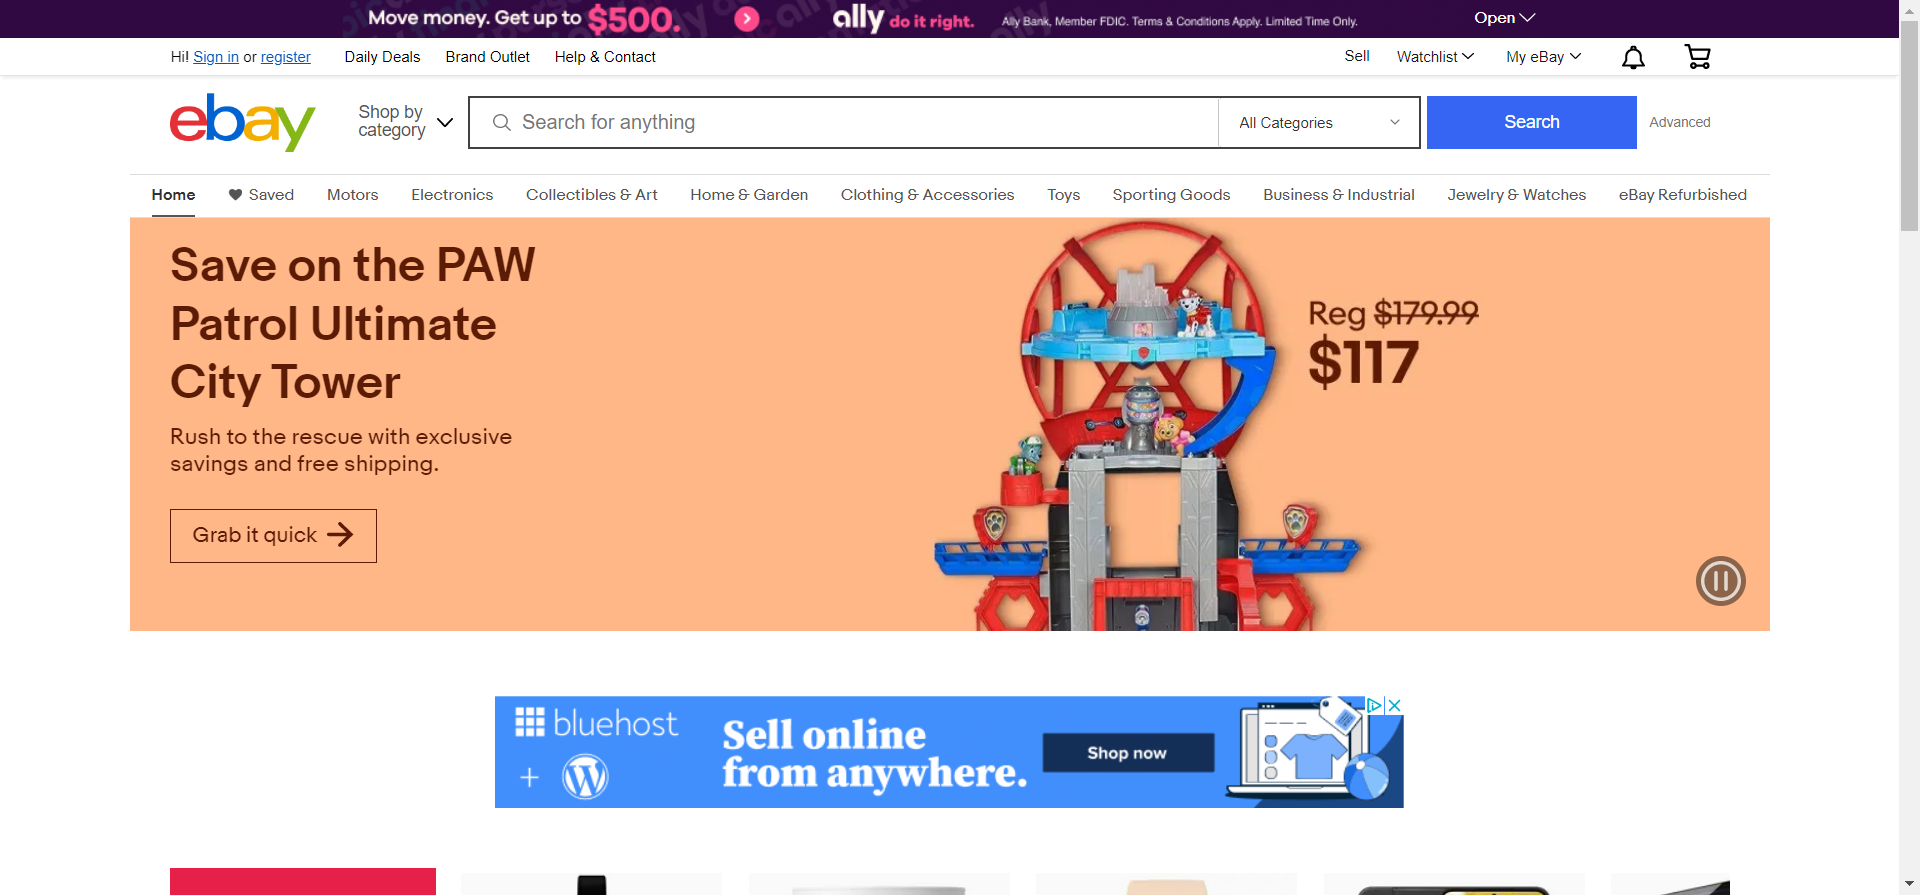 Move money. Get up to $500.
ally do it right.
Ally Bank, Member FDIC. Terms & Conditions Apply. Limited Time Only.
Open
Hi! Sign in or register
Daily Deals
Brand Outlet
Help & Contact
Sell
Watchlist
My eBay
ebay
Shop by
category
Search for anything
All Categories
Search
Advanced
Home
Saved
Motors
Electronics
Collectibles & Art
Home & Garden
Clothing & Accessories
Toys
Sporting Goods
Business & Industrial
Jewelry & Watches
eBay Refurbished
Save on the PAW
Patrol Ultimate
City Tower
Rush to the rescue with exclusive
savings and free shipping.
Grab it quick
Reg $179.99
$117
bluehost
+ W
Sell online
from anywhere.
Shop now